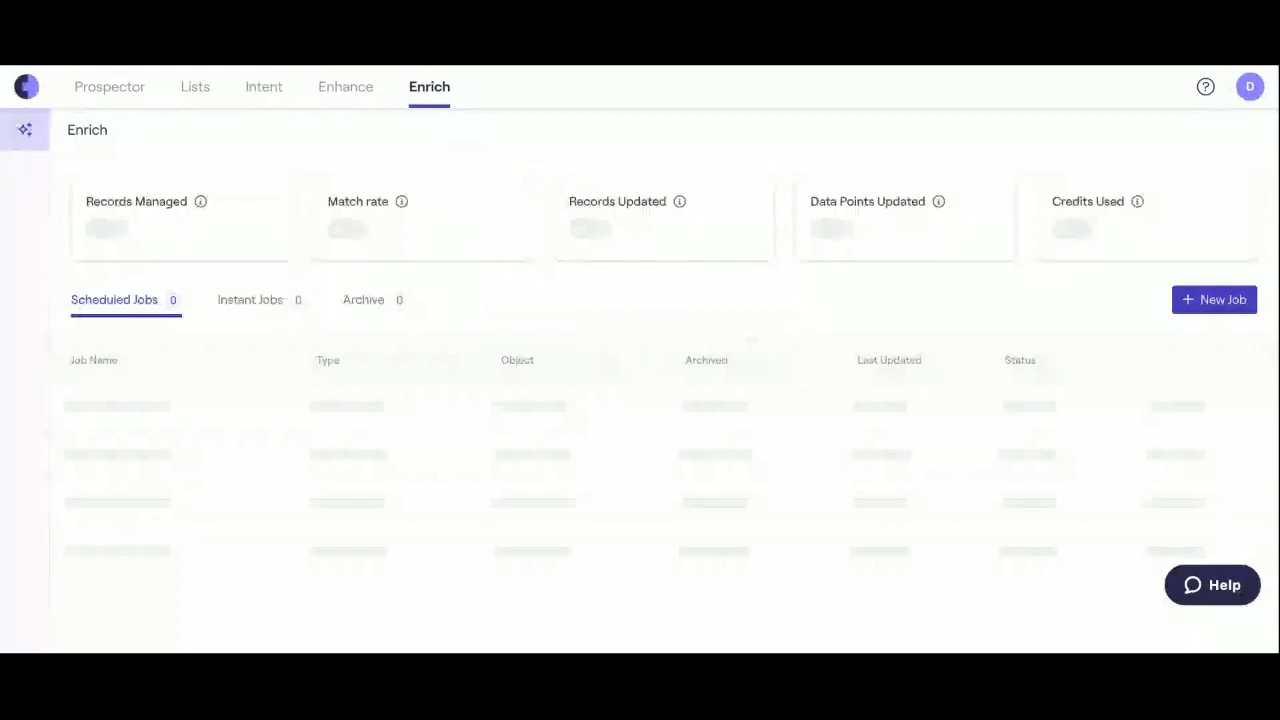 Prospector Lists Intent Enhance Enrich ? D
Enrich
Records Managed Match rate Records Updated Data Points Updated Credits Used
Scheduled Jobs 0 Instant Jobs 0 Archive 0 + New Job
Job Name Type Object Archived Last Updated Status
Help